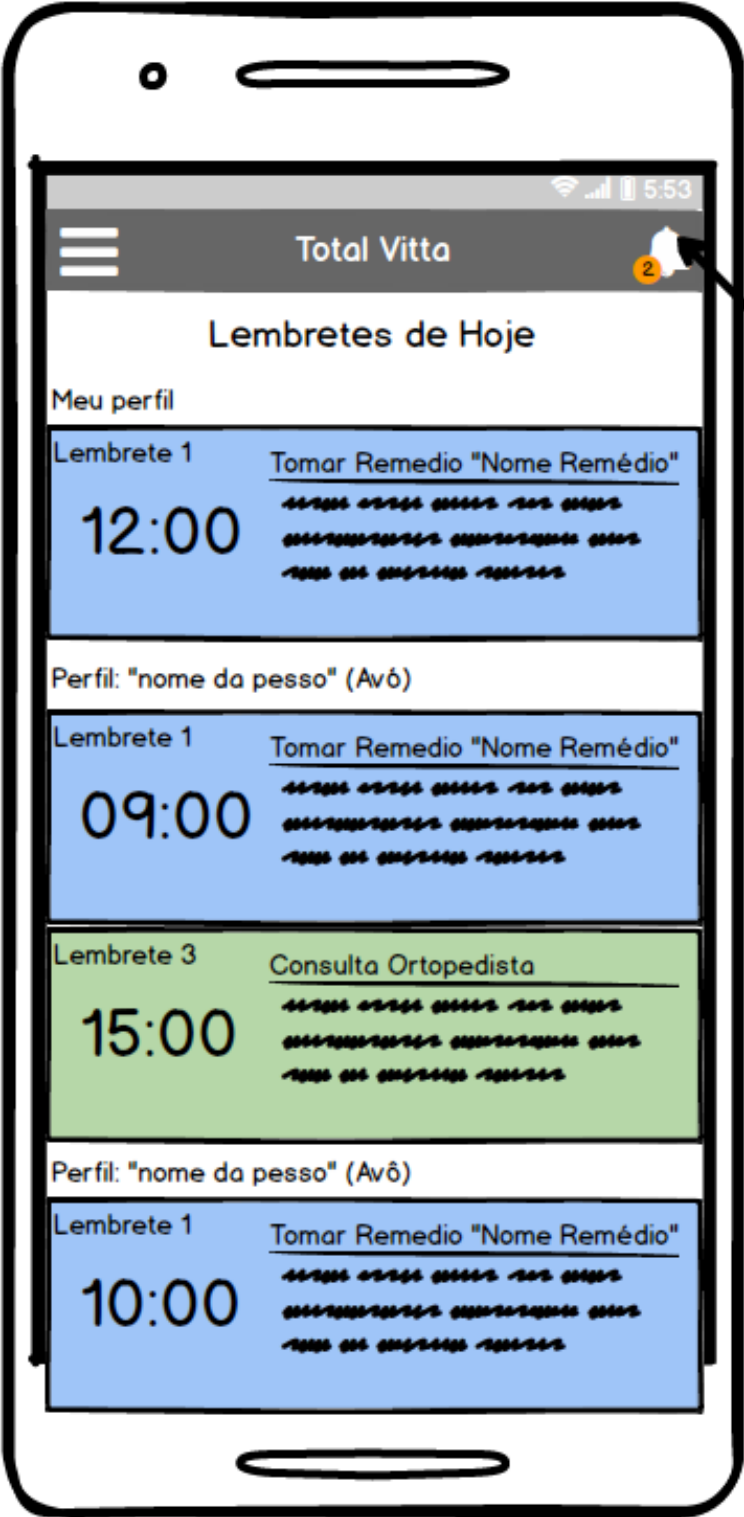 5:53
Total Vitta
2
Lembretes de Hoje
Meu perfil
Lembrete 1
Tomar Remedio "Nome Remédio"
12:00
Perfil: "nome da pesso" (Avó)
Lembrete 1
Tomar Remedio "Nome Remédio"
09:00
Lembrete 3
Consulta Ortopedista
15:00
Perfil: "nome da pesso" (Avô)
Lembrete 1
Tomar Remedio "Nome Remédio"
10:00